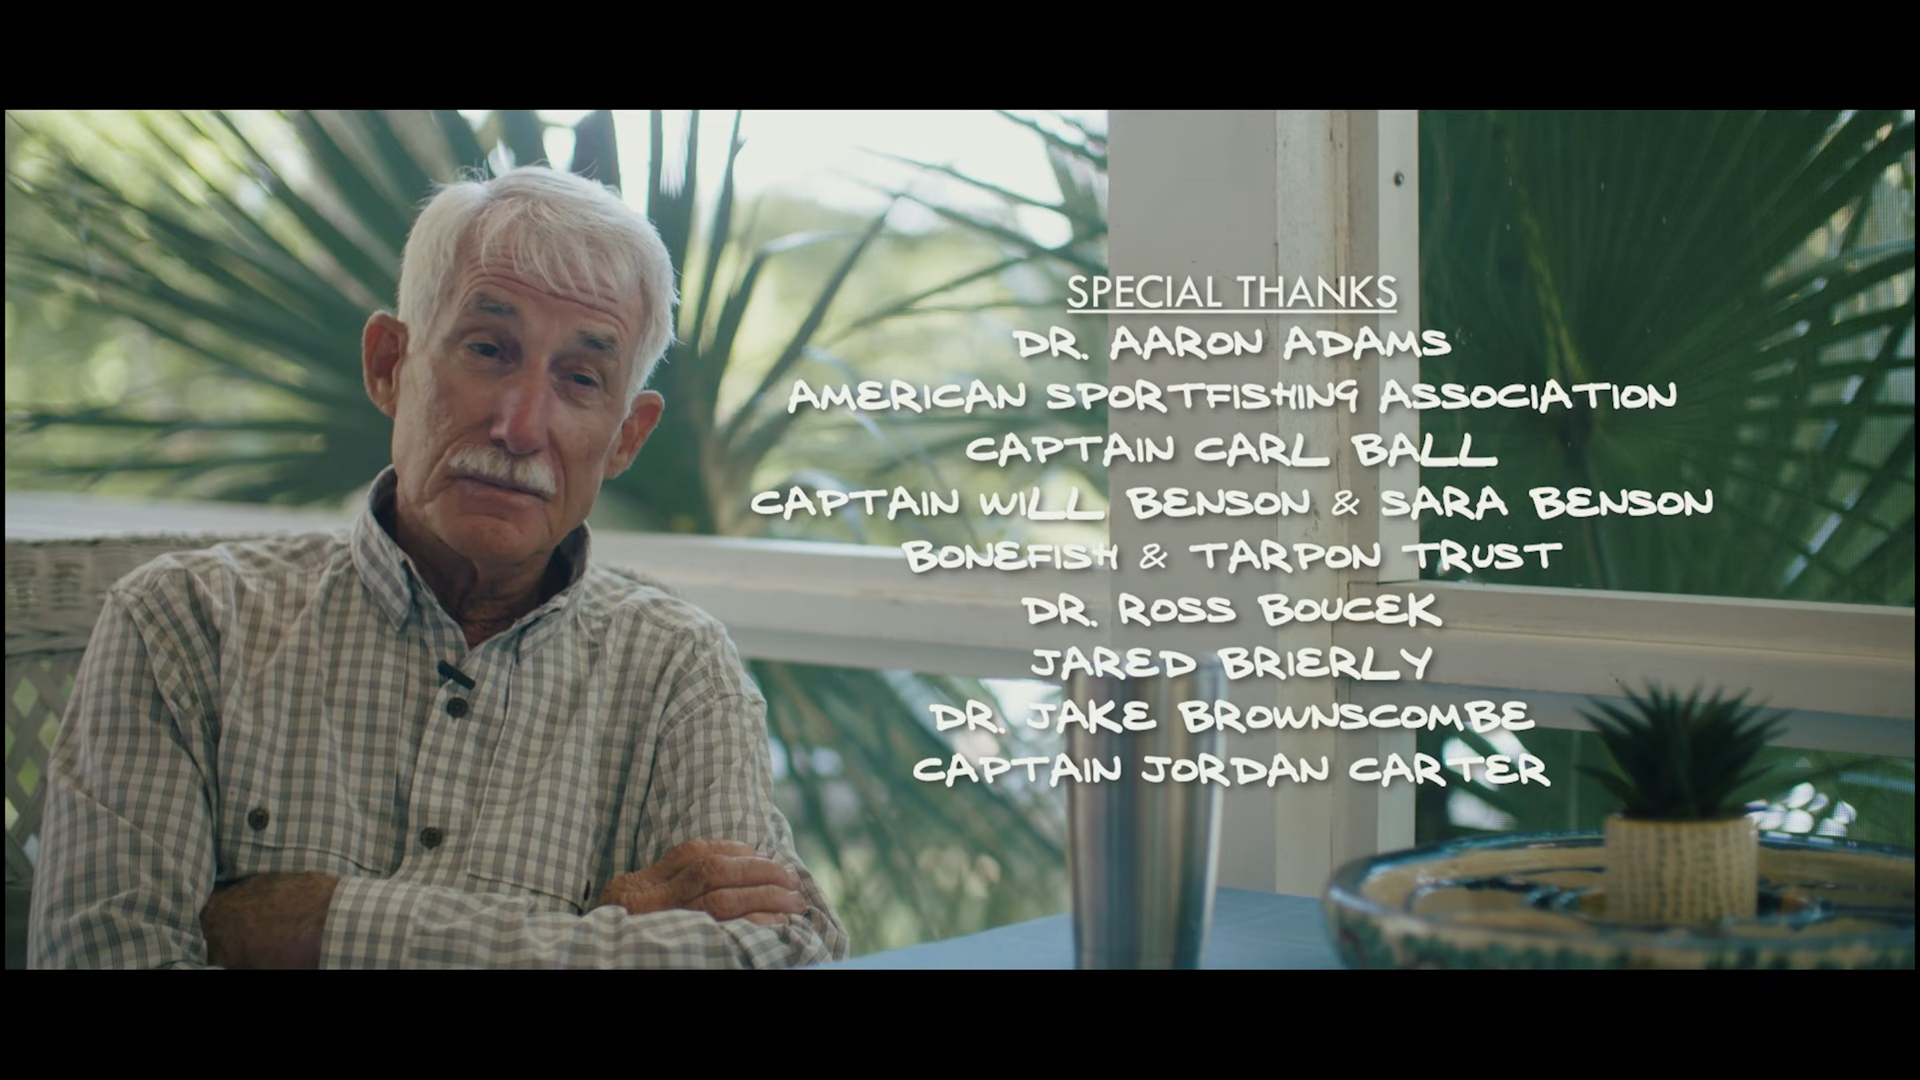 SPECIAL THANKS
DR. AARON ADAMS
AMERICAN SPORTFISHING ASSOCIATION
CAPTAIN CARL BALL
CAPTAIN WILL BENSON & SARA BENSON
BONEFISH & TARPON TRUST
DR. ROSS BOUCEK
JARED BRIERLY
DR. JAKE BROWNSCOMBE
CAPTAIN JORDAN CARTER